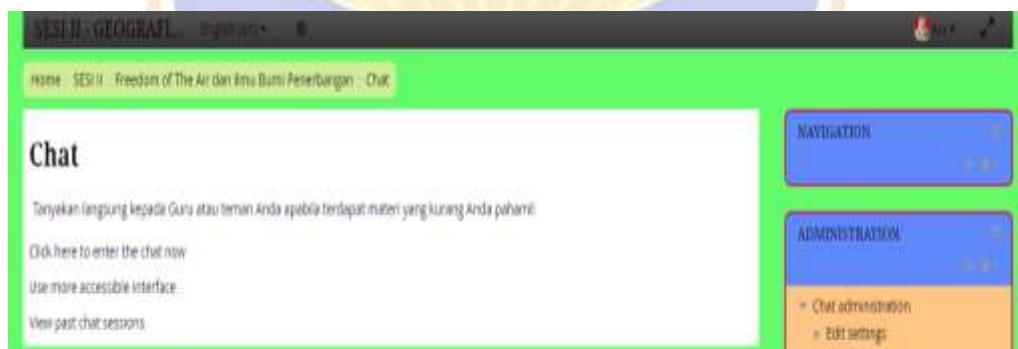 SESI II - GEOGRAFI...
Home SESI II Freedom of The Air dan Ilmu Bumi Penerbangan Chat
Chat
Tanyakan langsung kepada Guru atau teman Anda apabila terdapat materi yang kurang Anda pahami!
Click here to enter the chat now
Use more accessible interface
View past chat sessions
NAVIGATION
ADMINISTRATION
Chat administration
Edit settings